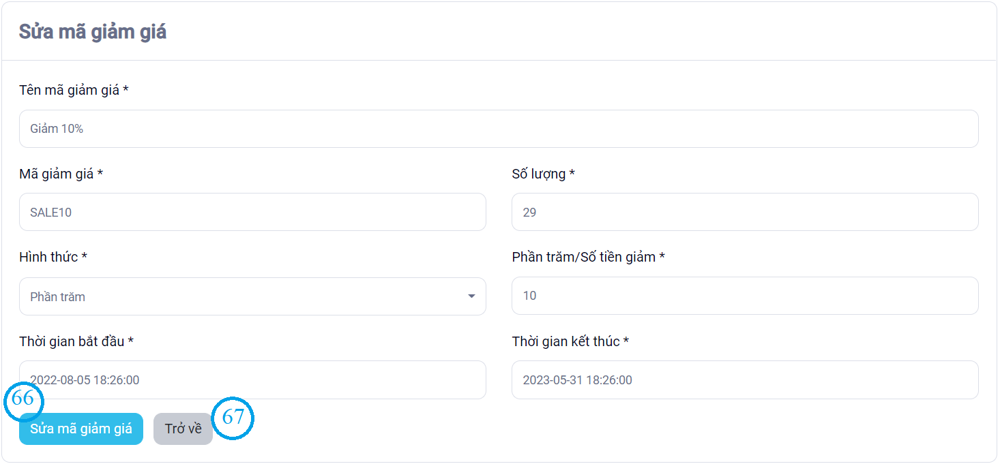 Sửa mã giảm giá
Tên mã giảm giá *
Giảm 10%
Mã giảm giá *
Số lượng *
SALE10
29
Hình thức *
Phần trăm/Số tiền giảm *
Phần trăm
10
Thời gian bắt đầu *
Thời gian kết thúc *
2022-08-05 18:26:00
2023-05-31 18:26:00
66
67
Sửa mã giảm giá
Trở về